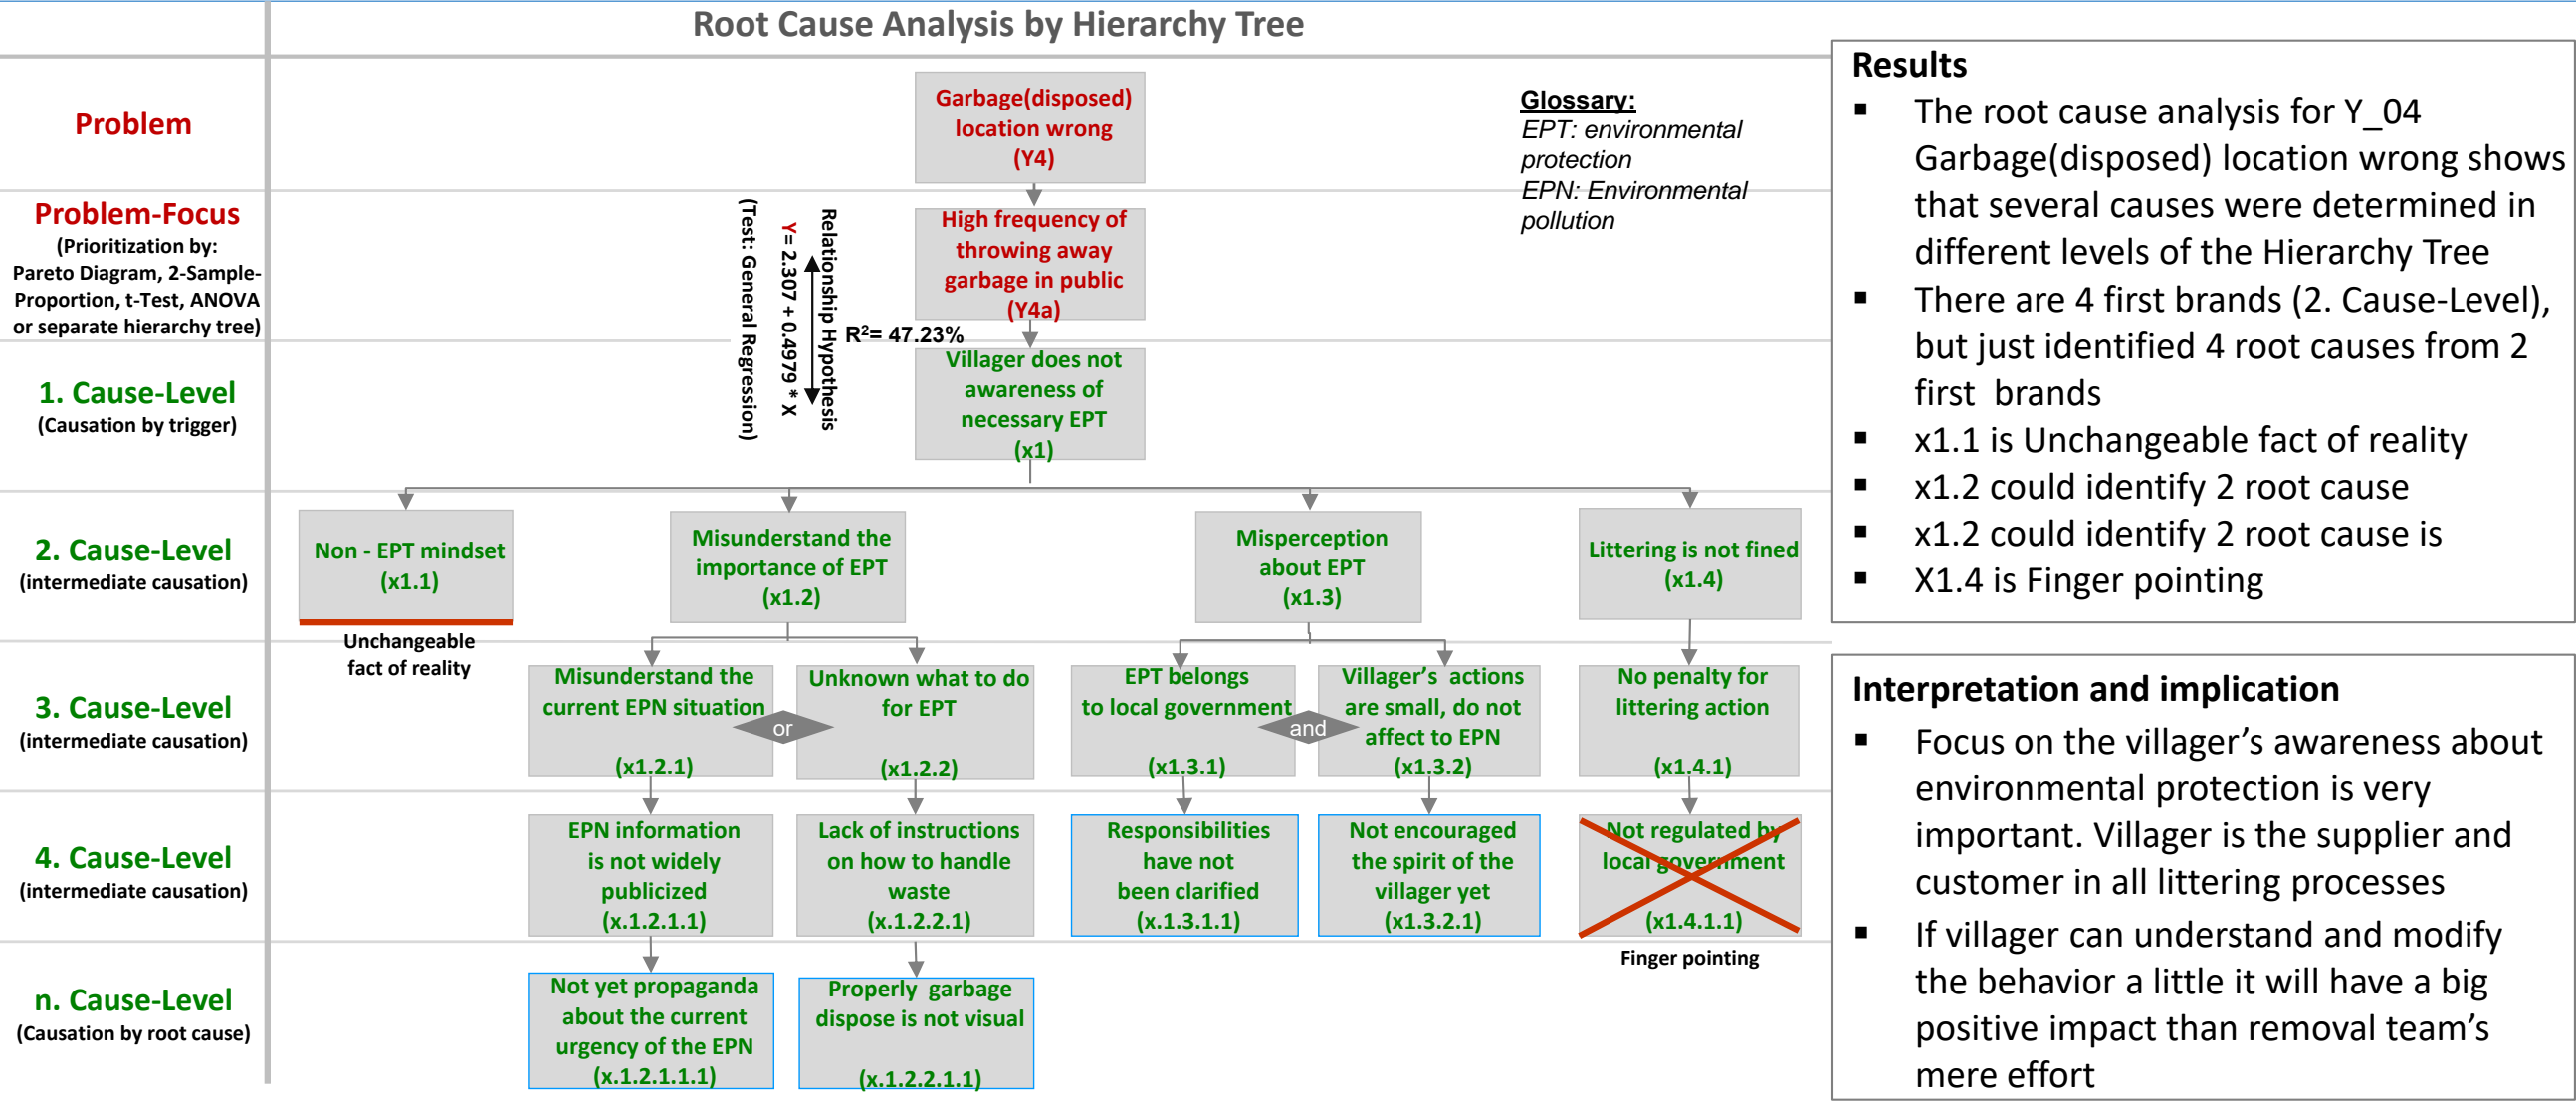 Root Cause Analysis by Hierarchy Tree
Problem
Garbage(disposed)
location wrong
(Y4)
Glossary:
EPT: environmental
protection
EPN: Environmental
pollution
Problem-Focus
(Prioritization by:
Pareto Diagram, 2-Sample-
Proportion, t-Test, ANOVA
or separate hierarchy tree)
Relationship Hypothesis
Y= 2.307 + 0.4979 * X
(Test: General Regression)
High frequency of
throwing away
garbage in public
(Y4a)
R²= 47.23%
1. Cause-Level
(Causation by trigger)
Villager does not
awareness of
necessary EPT
(x1)
2. Cause-Level
(intermediate causation)
Non - EPT mindset
(x1.1)
Unchangeable
fact of reality
Misunderstand the
importance of EPT
(x1.2)
Misperception
about EPT
(x1.3)
Littering is not fined
(x1.4)
3. Cause-Level
(intermediate causation)
Misunderstand the
current EPN situation
(x1.2.1)
or
Unknown what to do
for EPT
(x1.2.2)
EPT belongs
to local government
(x1.3.1)
and
Villager's  actions
are small, do not
affect to EPN
(x1.3.2)
No penalty for
littering action
(x1.4.1)
4. Cause-Level
(intermediate causation)
EPN information
is not widely
publicized
(x.1.2.1.1)
Lack of instructions
on how to handle
waste
(x.1.2.2.1)
Responsibilities
have not
been clarified
(x.1.3.1.1)
Not encouraged
the spirit of the
villager yet
(x1.3.2.1)
Not regulated by
local government
(x1.4.1.1)
Finger pointing
n. Cause-Level
(Causation by root cause)
Not yet propaganda
about the current
urgency of the EPN
(x.1.2.1.1.1)
Properly  garbage
dispose is not visual
(x.1.2.2.1.1)
Results
▪ The root cause analysis for Y_04
Garbage(disposed) location wrong shows
that several causes were determined in
different levels of the Hierarchy Tree
▪ There are 4 first brands (2. Cause-Level),
but just identified 4 root causes from 2
first  brands
▪ x1.1 is Unchangeable fact of reality
▪ x1.2 could identify 2 root cause
▪ x1.2 could identify 2 root cause is
▪ X1.4 is Finger pointing
Interpretation and implication
▪ Focus on the villager's awareness about
environmental protection is very
important. Villager is the supplier and
customer in all littering processes
▪ If villager can understand and modify
the behavior a little it will have a big
positive impact than removal team's
mere effort